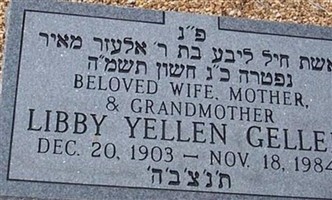 פ״נ
אשת חיל ליבע בת ר' אלעזר מאיר
נפטרה כ״ג חשון תשמ״ה
BELOVED WIFE, MOTHER,
& GRANDMOTHER
LIBBY YELLEN GELLE
DEC. 20, 1903 — NOV. 18, 1984
ת'נ'צ'ב'ה'